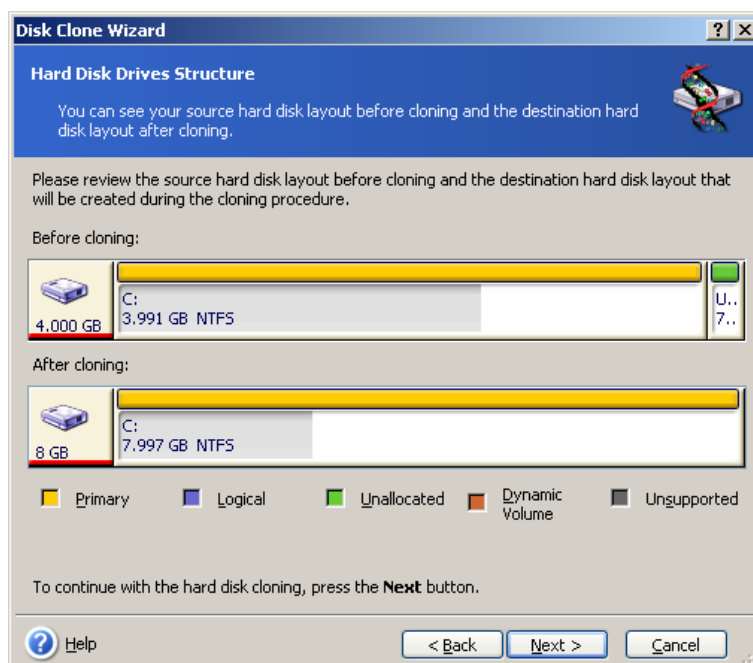 Disk Clone Wizard
Hard Disk Drives Structure
You can see your source hard disk layout before cloning and the destination hard
disk layout after cloning.
Please review the source hard disk layout before cloning and the destination hard disk layout that
will be created during the cloning procedure.
Before cloning:
4.000 GB
C:
3.991 GB NTFS
U..
7..
After cloning:
8 GB
C:
7.997 GB NTFS
Primary
Logical
Unallocated
Dynamic
Volume
Unsupported
To continue with the hard disk cloning, press the Next button.
? Help
< Back
Next >
Cancel